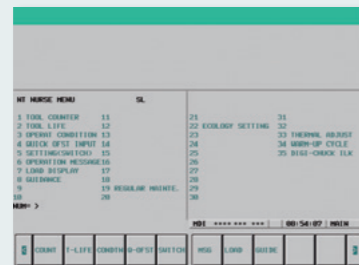 NT NURSE MENU SL
1 TOOL COUNTER 11 21 31
2 TOOL LIFE 12 22 ECOLOGY SETTING 32
3 OPERAT CONDITION 13 23 33 THERMAL ADJUST
4 QUICK OFST INPUT 14 24 34 WARM-UP CYCLE
5 SETTING(SWITCH) 15 25 35 DIGI-CHUCK ILK
6 OPERATION MESSAGE16 26
7 LOAD DISPLAY 17 27
8 GUIDANCE 18 28
9 19 REGULAR MAINTE. 29
10 20 30
NUM= >
MDI **** *** *** 00:54:07 MAIN
COUNT T-LIFE CONDTN Q-OFST SWITCH MSG LOAD GUIDE